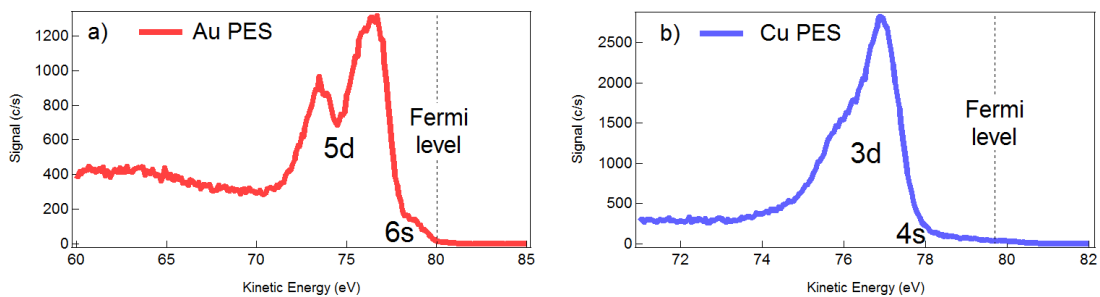 a)
Au PES
1200
1000
800
600
400
200
0
Signal (c/s)
5d
6s
Fermi
level
60
65
70
75
80
85
Kinetic Energy (eV)
b)
Cu PES
2500
2000
1500
1000
500
0
Signal (c/s)
3d
4s
Fermi
level
72
74
76
78
80
82
Kinetic Energy (eV)